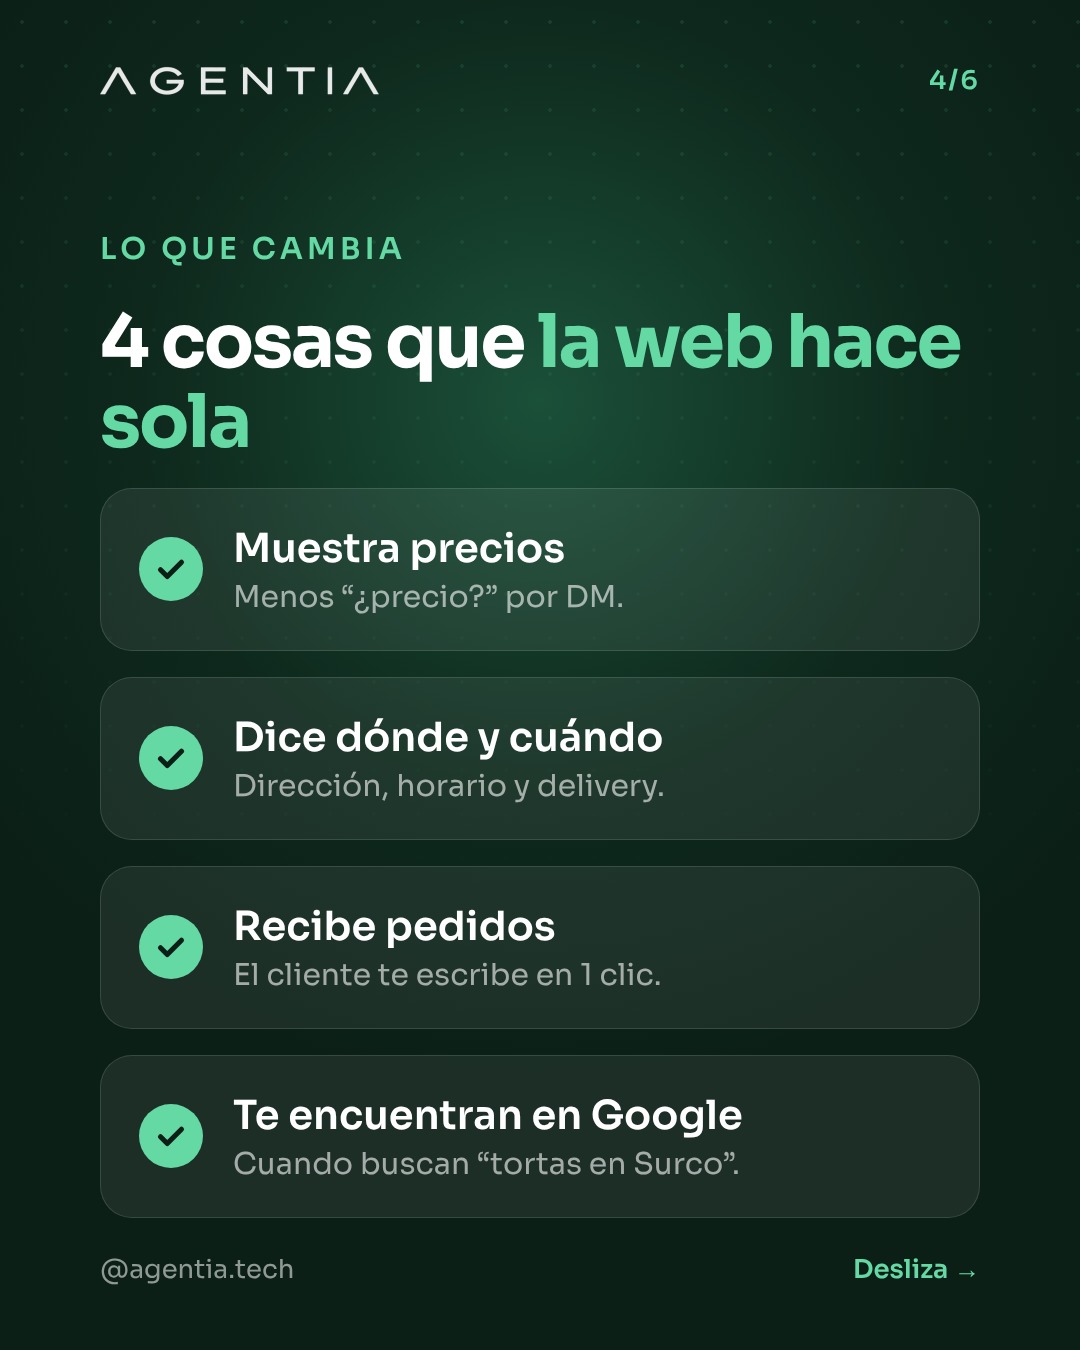 AGENTIA
4/6
LO QUE CAMBIA
4 cosas que la web hace
sola
Muestra precios
Menos “¿precio?” por DM.
Dice dónde y cuándo
Dirección, horario y delivery.
Recibe pedidos
El cliente te escribe en 1 clic.
Te encuentran en Google
Cuando buscan “tortas en Surco”.
@agentia.tech
Desliza →